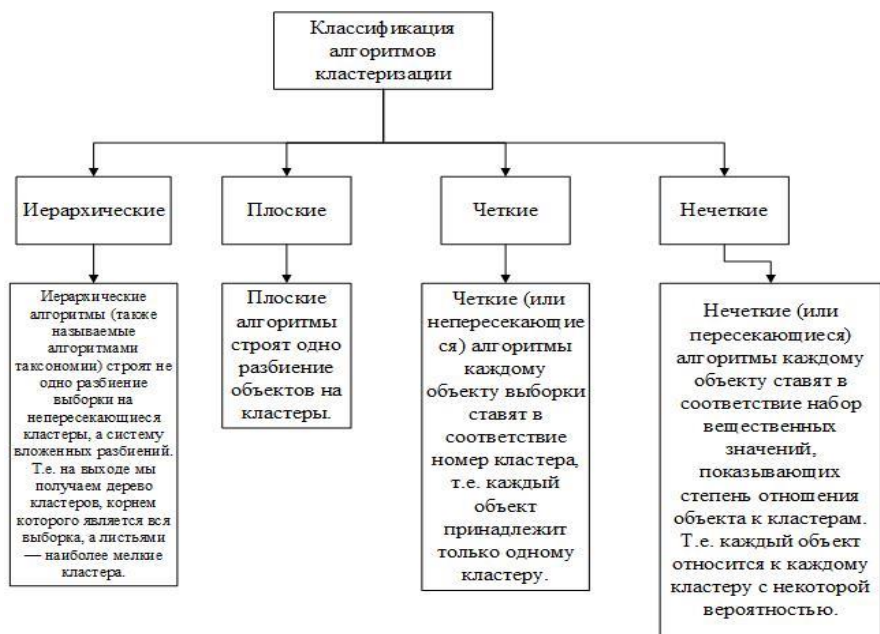 Классификация
алгоритмов
кластеризации
Иерархические
Плоские
Четкие
Нечеткие
Иерархические
алгоритмы (также
называемые
алгоритмами
таксономии) строят не
одно разбиение
выборки на
непересекающиеся
кластеры, а систему
вложенных разбиений.
Т.е. на выходе мы
получаем дерево
кластеров, корнем
которого является вся
выборка, а листьями
— наиболее мелкие
кластера.
Плоские
алгоритмы
строят одно
разбиение
объектов на
кластеры.
Четкие (или
непересекающие
ся) алгоритмы
каждому
объекту выборки
ставят в
соответствие
номер кластера,
т.е. каждый
объект
принадлежит
только одному
кластеру.
Нечеткие (или
пересекающиеся)
алгоритмы каждому
объекту ставят в
соответствие набор
вещественных
значений,
показывающих
степень отношения
объекта к кластерам.
Т.е. каждый объект
относится к каждому
кластеру с некоторой
вероятностью.